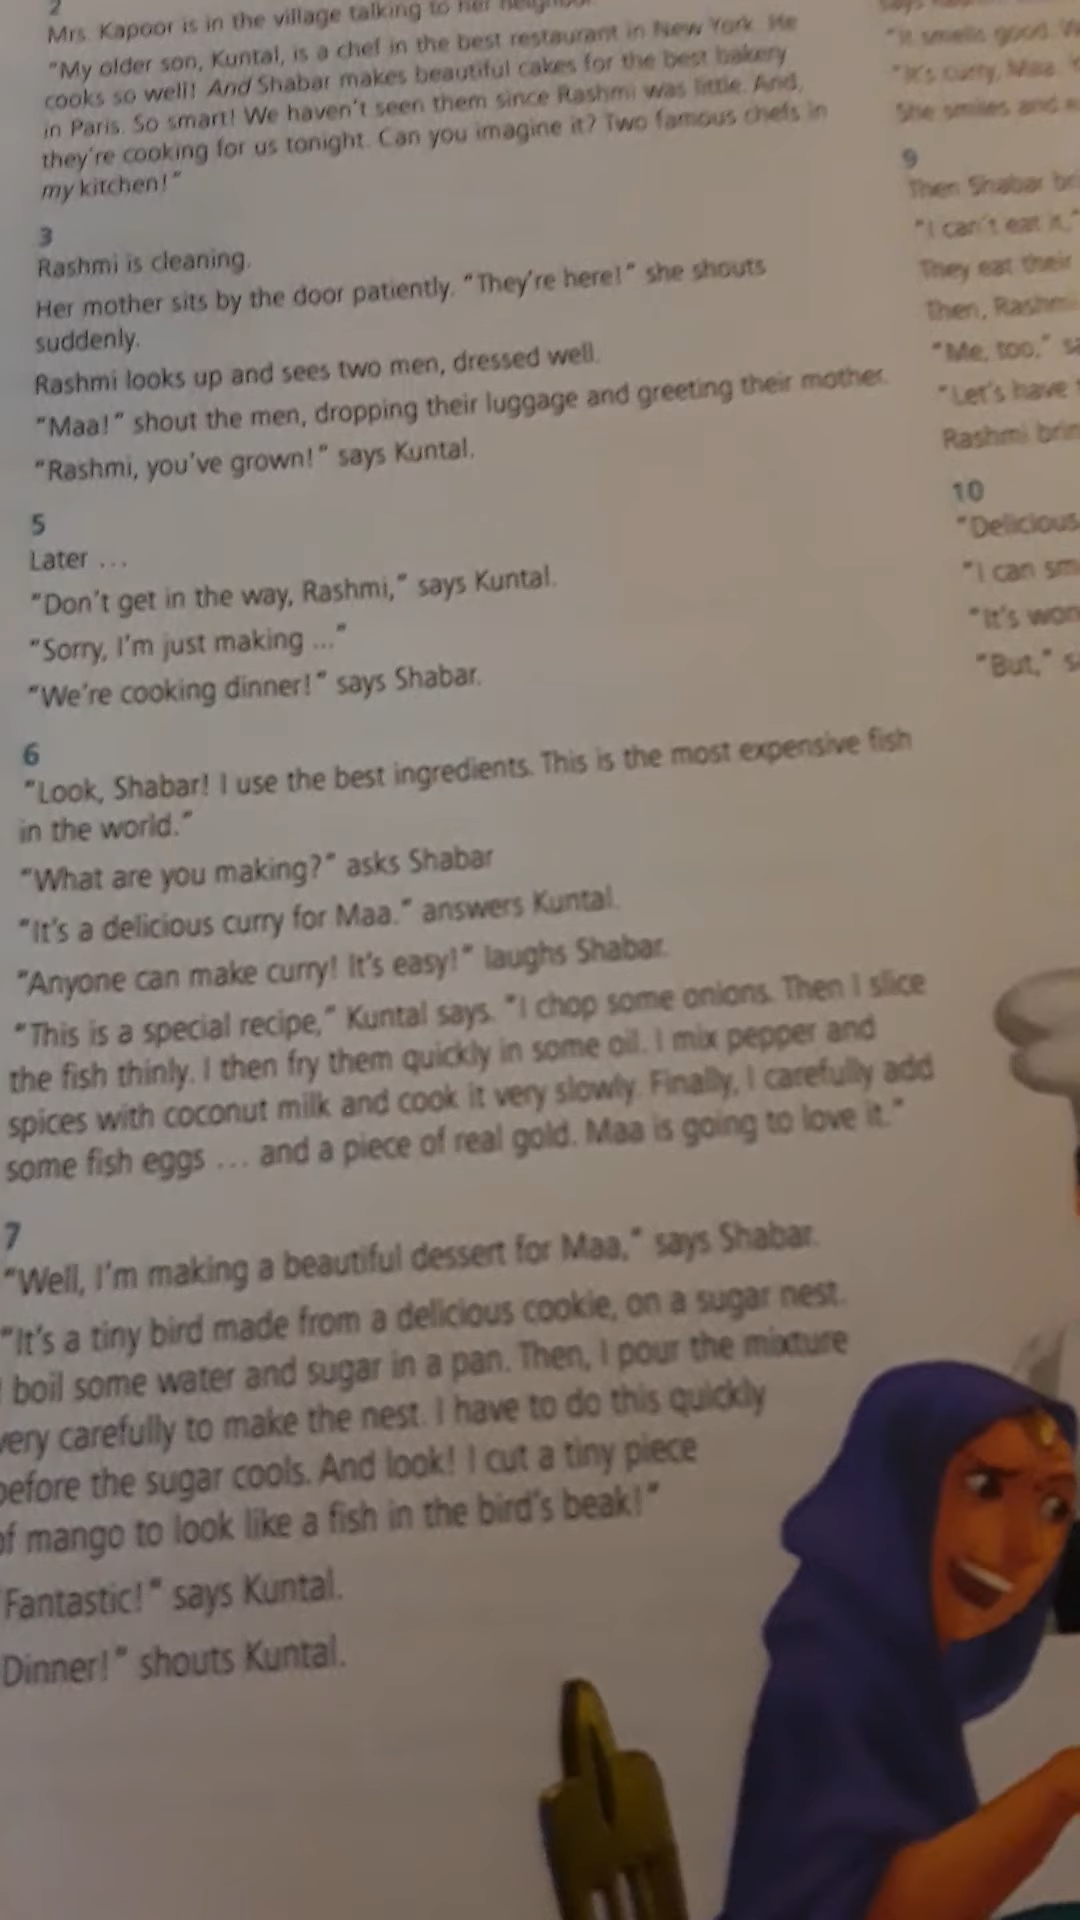 2
Mrs. Kapoor is in the village talking to her
"My older son, Kuntal, is a chef in the best restaurant in New York. He
cooks so well! And Shabar makes beautiful cakes for the best bakery
in Paris. So smart! We haven't seen them since Rashmi was little. And,
they're cooking for us tonight. Can you imagine it? Two famous chefs in
my kitchen!"
3
Rashmi is cleaning.
Her mother sits by the door patiently. "They're here!" she shouts
suddenly.
Rashmi looks up and sees two men, dressed well.
"Maa!" shout the men, dropping their luggage and greeting their mother.
"Rashmi, you've grown!" says Kuntal.
5
Later ...
"Don't get in the way, Rashmi," says Kuntal.
"Sorry, I'm just making ..."
"We're cooking dinner!" says Shabar.
6
"Look, Shabar! I use the best ingredients. This is the most expensive fish
in the world."
"What are you making?" asks Shabar
"It's a delicious curry for Maa." answers Kuntal.
"Anyone can make curry! It's easy!" laughs Shabar.
"This is a special recipe," Kuntal says. "I chop some onions. Then I slice
the fish thinly. I then fry them quickly in some oil. I mix pepper and
spices with coconut milk and cook it very slowly. Finally, I carefully add
some fish eggs ... and a piece of real gold. Maa is going to love it."
7
"Well, I'm making a beautiful dessert for Maa," says Shabar.
"It's a tiny bird made from a delicious cookie, on a sugar nest.
boil some water and sugar in a pan. Then, I pour the mixture
very carefully to make the nest. I have to do this quickly
before the sugar cools. And look! I cut a tiny piece
of mango to look like a fish in the bird's beak!"
Fantastic!" says Kuntal.
Dinner!" shouts Kuntal.
"It smells good.
"It's curry, Maa.
She smiles and
9
Then Shabar
"I can't eat it,"
They eat their
Then, Rashmi
"Me, too,"
"Let's have
Rashmi
10
"Delicious
"I can
"It's
"But,"